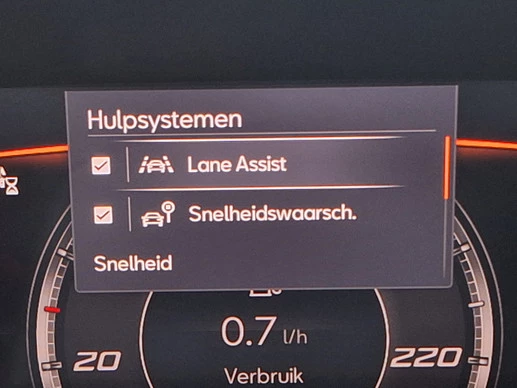 Hulpsystemen
Lane Assist
Snelheidswaarsch.
Snelheid
0.7 l/h
20
220
Verbruik